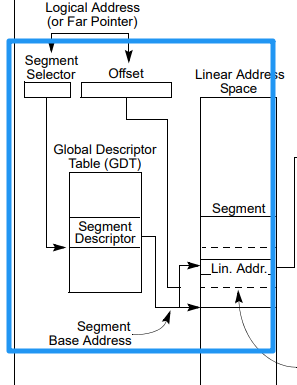 Logical Address
(or Far Pointer)
Segment
Selector
Offset
Linear Address
Space
Global Descriptor
Table (GDT)
Segment
Segment
Descriptor
Lin. Addr.
Segment
Base Address